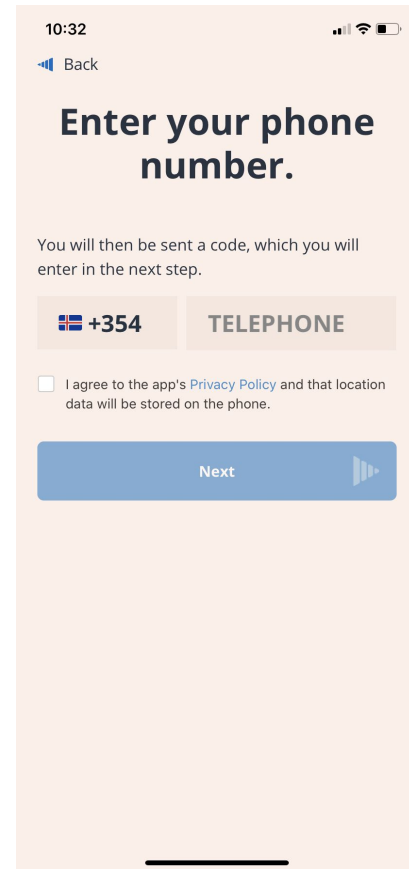 10:32
Back
Enter your phone
number.
You will then be sent a code, which you will
enter in the next step.
+354
TELEPHONE
I agree to the app's Privacy Policy and that location
data will be stored on the phone.
Next